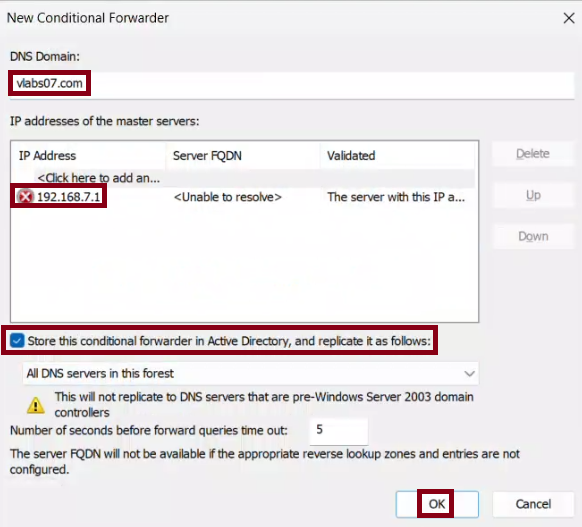 New Conditional Forwarder
DNS Domain:
vlabs07.com
IP addresses of the master servers:
IP Address Server FQDN Validated
<Click here to add an...
192.168.7.1 <Unable to resolve> The server with this IP a...
Delete
Up
Down
Store this conditional forwarder in Active Directory, and replicate it as follows:
All DNS servers in this forest
This will not replicate to DNS servers that are pre-Windows Server 2003 domain
controllers
Number of seconds before forward queries time out: 5
The server FQDN will not be available if the appropriate reverse lookup zones and entries are not
configured.
OK Cancel